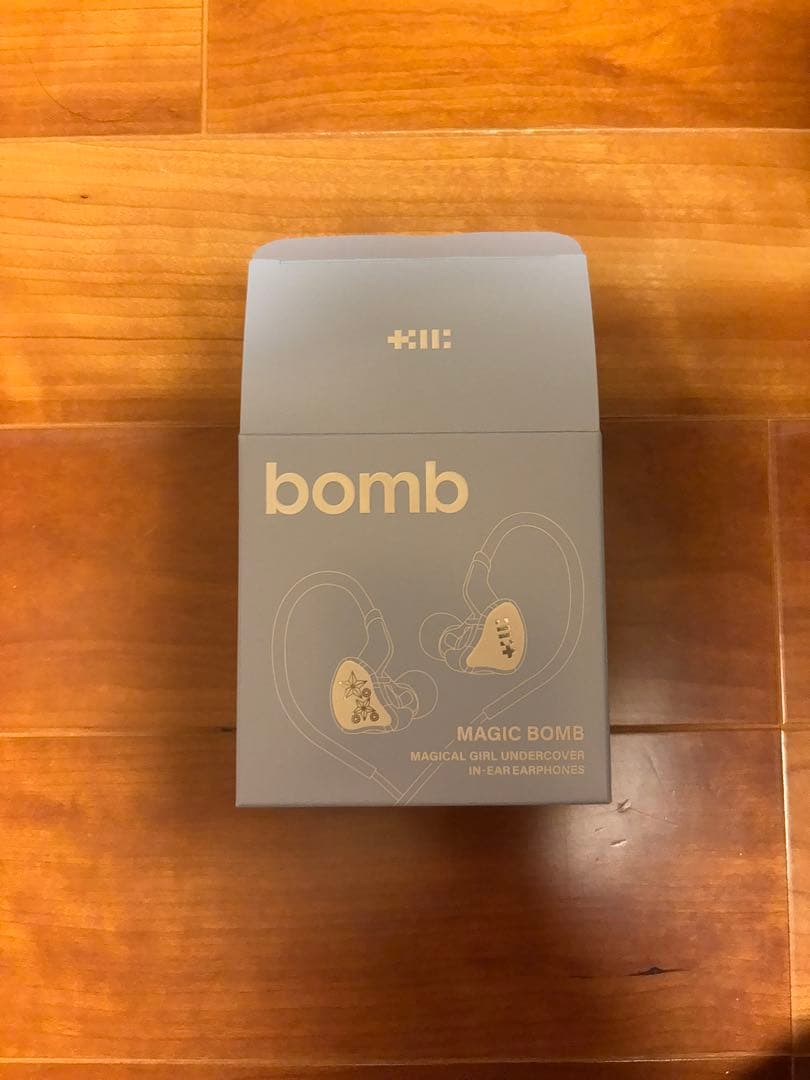 bomb
MAGIC BOMB
MAGICAL GIRL UNDERCOVER
IN-EAR EARPHONES